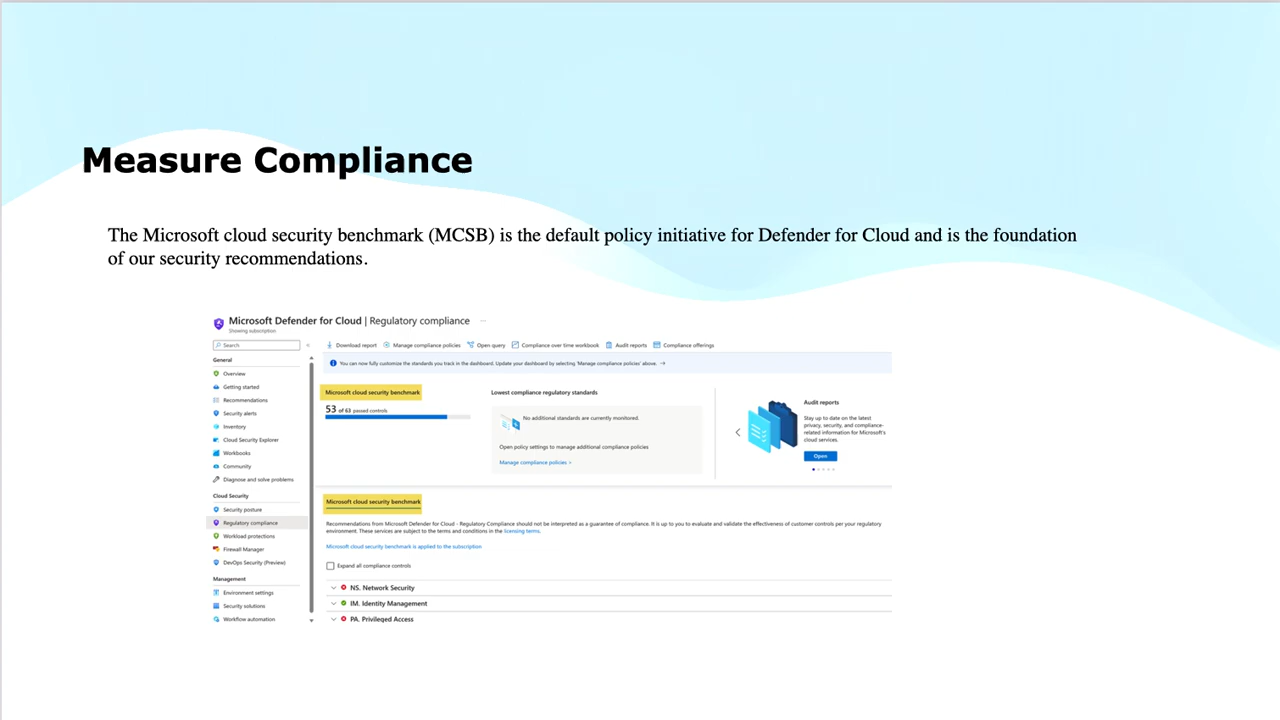 Measure Compliance
The Microsoft cloud security benchmark (MCSB) is the default policy initiative for Defender for Cloud and is the foundation
of our security recommendations.
Microsoft Defender for Cloud | Regulatory compliance ...
Showing subscription
Search
«
Download report
Manage compliance policies
Open query
Compliance over time workbook
Audit reports
Compliance offerings
General
Overview
Getting started
Recommendations
Security alerts
Inventory
Cloud Security Explorer
Workbooks
Community
Diagnose and solve problems
Cloud Security
Security posture
Regulatory compliance
Workload protections
Firewall Manager
DevOps Security (Preview)
Management
Environment settings
Security solutions
Workflow automation
You can now fully customize the standards you track in the dashboard. Update your dashboard by selecting 'Manage compliance policies' above. →
Microsoft cloud security benchmark
53 of 63 passed controls
Lowest compliance regulatory standards
No additional standards are currently monitored.
Open policy settings to manage additional compliance policies
Manage compliance policies >
Audit reports
Stay up to date on the latest
privacy, security, and compliance-
related information for Microsoft's
cloud services.
Open
Microsoft cloud security benchmark
Recommendations from Microsoft Defender for Cloud - Regulatory Compliance should not be interpreted as a guarantee of compliance. It is up to you to evaluate and validate the effectiveness of customer controls per your regulatory
environment. These services are subject to the terms and conditions in the licensing terms.
Microsoft cloud security benchmark is applied to the subscription
Expand all compliance controls
NS. Network Security
IM. Identity Management
PA. Privileged Access